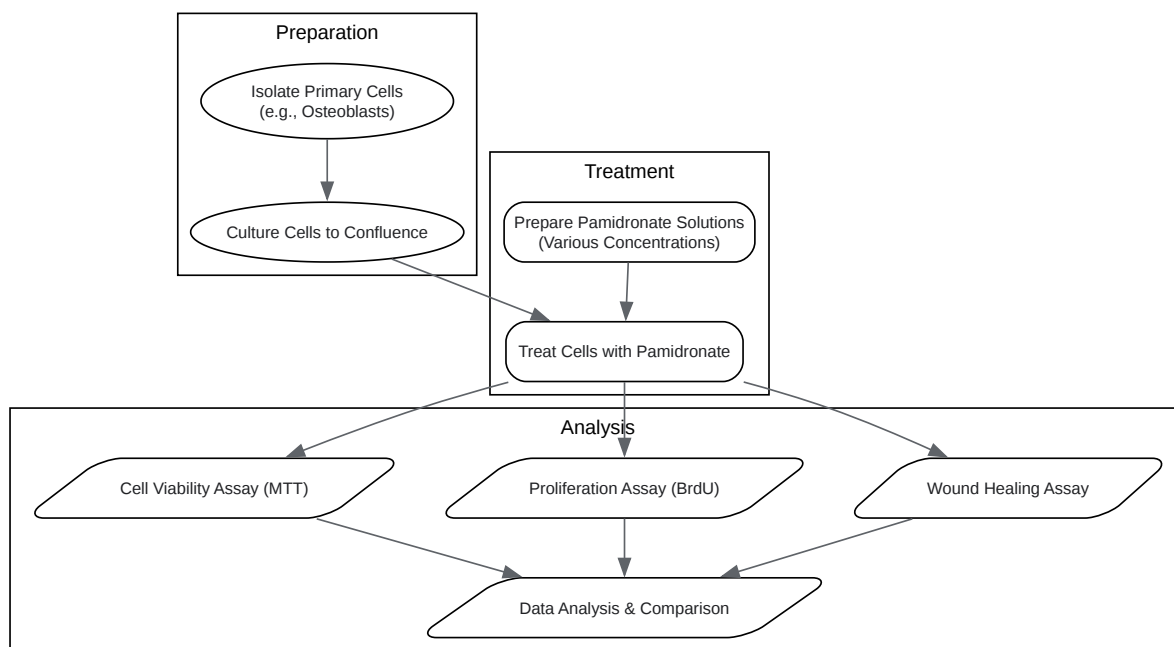 Preparation
Isolate Primary Cells
(e.g., Osteoblasts)
Culture Cells to Confluence
Treatment
Prepare Pamidronate Solutions
(Various Concentrations)
Treat Cells with Pamidronate
Analysis
Cell Viability Assay (MTT)
Proliferation Assay (BrdU)
Wound Healing Assay
Data Analysis & Comparison